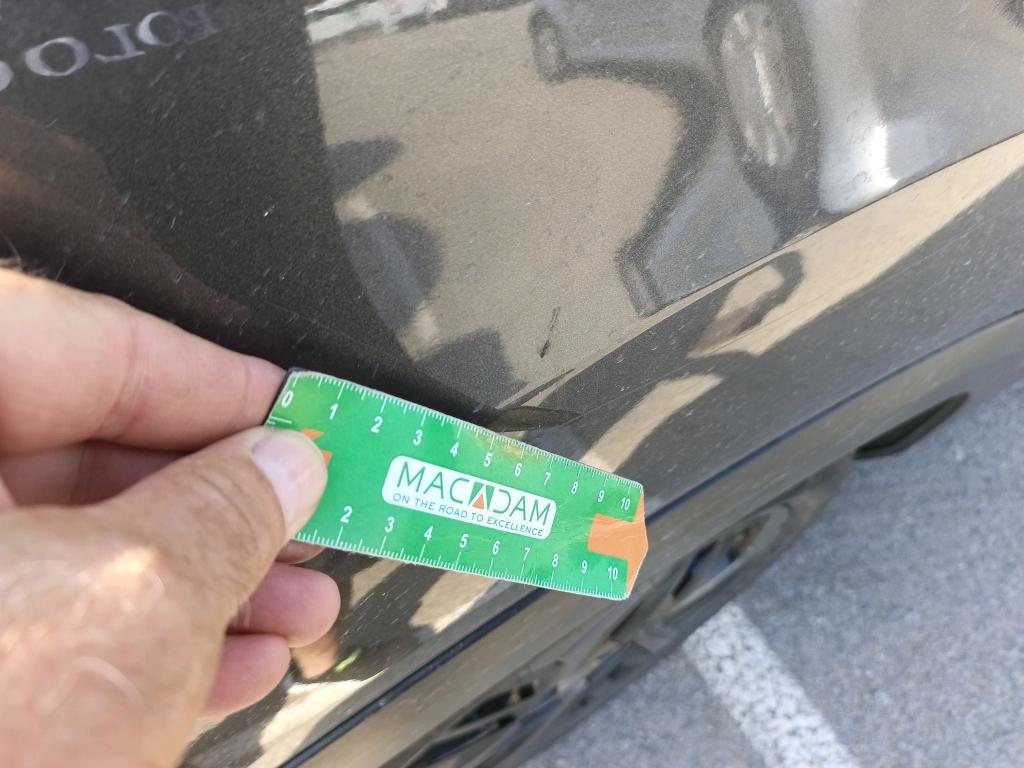 POLO
0 1 2 3 4 5 6 7 8 9 10
MACADAM
ON THE ROAD TO EXCELLENCE
2 3 4 5 6 7 8 9 10